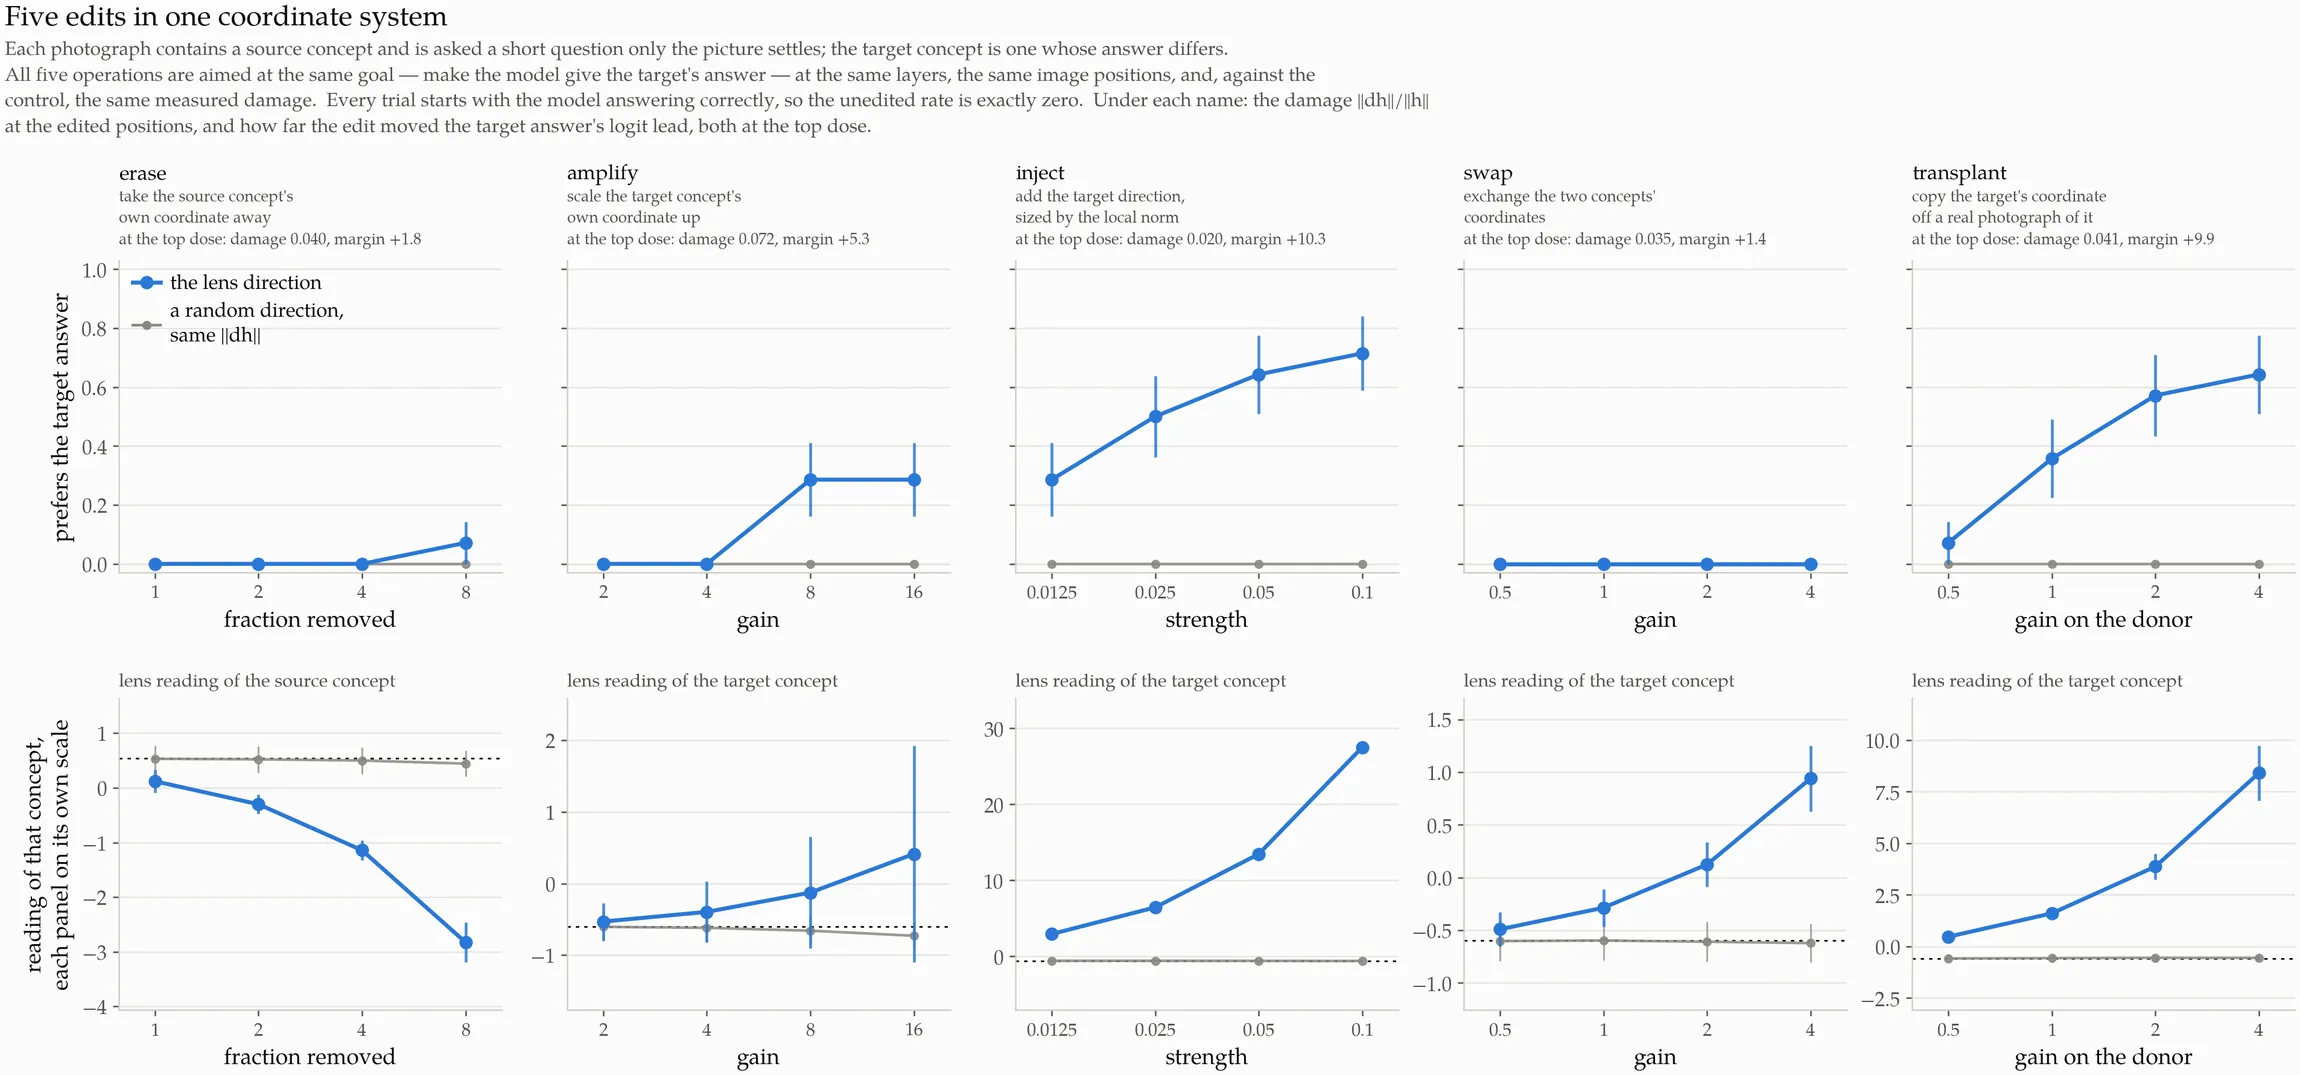 Five edits in one coordinate system
Each photograph contains a source concept and is asked a short question only the picture settles; the target concept is one whose answer differs.
All five operations are aimed at the same goal — make the model give the target's answer — at the same layers, the same image positions, and, against the
control, the same measured damage.  Every trial starts with the model answering correctly, so the unedited rate is exactly zero.  Under each name: the damage ||dh||/||h||
at the edited positions, and how far the edit moved the target answer's logit lead, both at the top dose.
erase
take the source concept's
own coordinate away
at the top dose: damage 0.040, margin +1.8
amplify
scale the target concept's
own coordinate up
at the top dose: damage 0.072, margin +5.3
inject
add the target direction,
sized by the local norm
at the top dose: damage 0.020, margin +10.3
swap
exchange the two concepts'
coordinates
at the top dose: damage 0.035, margin +1.4
transplant
copy the target's coordinate
off a real photograph of it
at the top dose: damage 0.041, margin +9.9
prefers the target answer
1.0
0.8
0.6
0.4
0.2
0.0
the lens direction
a random direction,
same ||dh||
1 2 4 8
fraction removed
2 4 8 16
gain
0.0125 0.025 0.05 0.1
strength
0.5 1 2 4
gain
0.5 1 2 4
gain on the donor
reading of that concept,
each panel on its own scale
lens reading of the source concept
1
0
−1
−2
−3
−4
1 2 4 8
fraction removed
lens reading of the target concept
2
1
0
−1
2 4 8 16
gain
lens reading of the target concept
30
20
10
0
0.0125 0.025 0.05 0.1
strength
lens reading of the target concept
1.5
1.0
0.5
0.0
−0.5
−1.0
0.5 1 2 4
gain
lens reading of the target concept
10.0
7.5
5.0
2.5
0.0
−2.5
0.5 1 2 4
gain on the donor